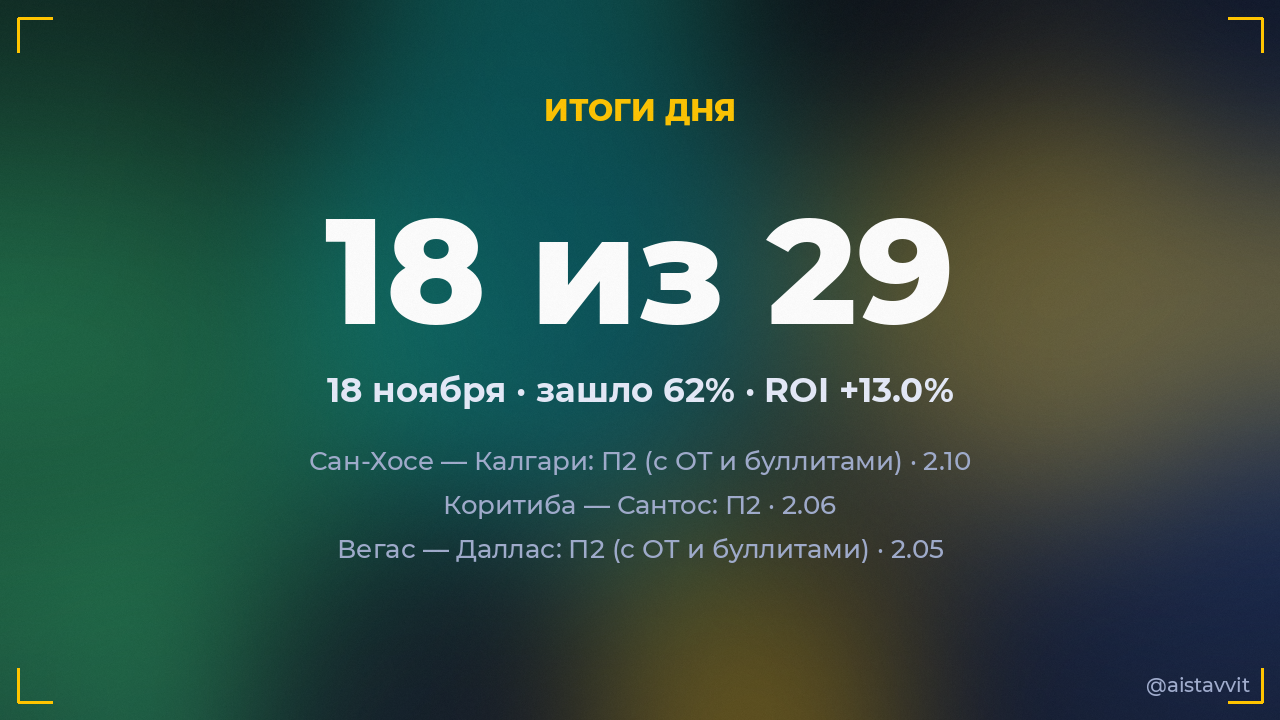 ИТОГИ ДНЯ
18 из 29
18 ноября · зашло 62% · ROI +13.0%
Сан-Хосе — Калгари: П2 (с ОТ и буллитами) · 2.10
Коритиба — Сантос: П2 · 2.06
Вегас — Даллас: П2 (с ОТ и буллитами) · 2.05
@aistavvit